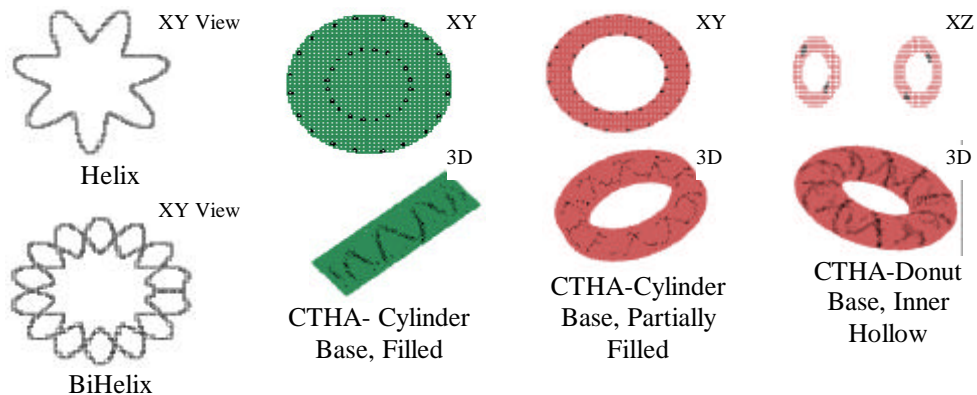 XY View
Helix
XY View
BiHelix
XY
3D
CTHA- Cylinder
Base, Filled
XY
3D
CTHA-Cylinder
Base, Partially
Filled
XZ
3D
CTHA-Donut
Base, Inner
Hollow